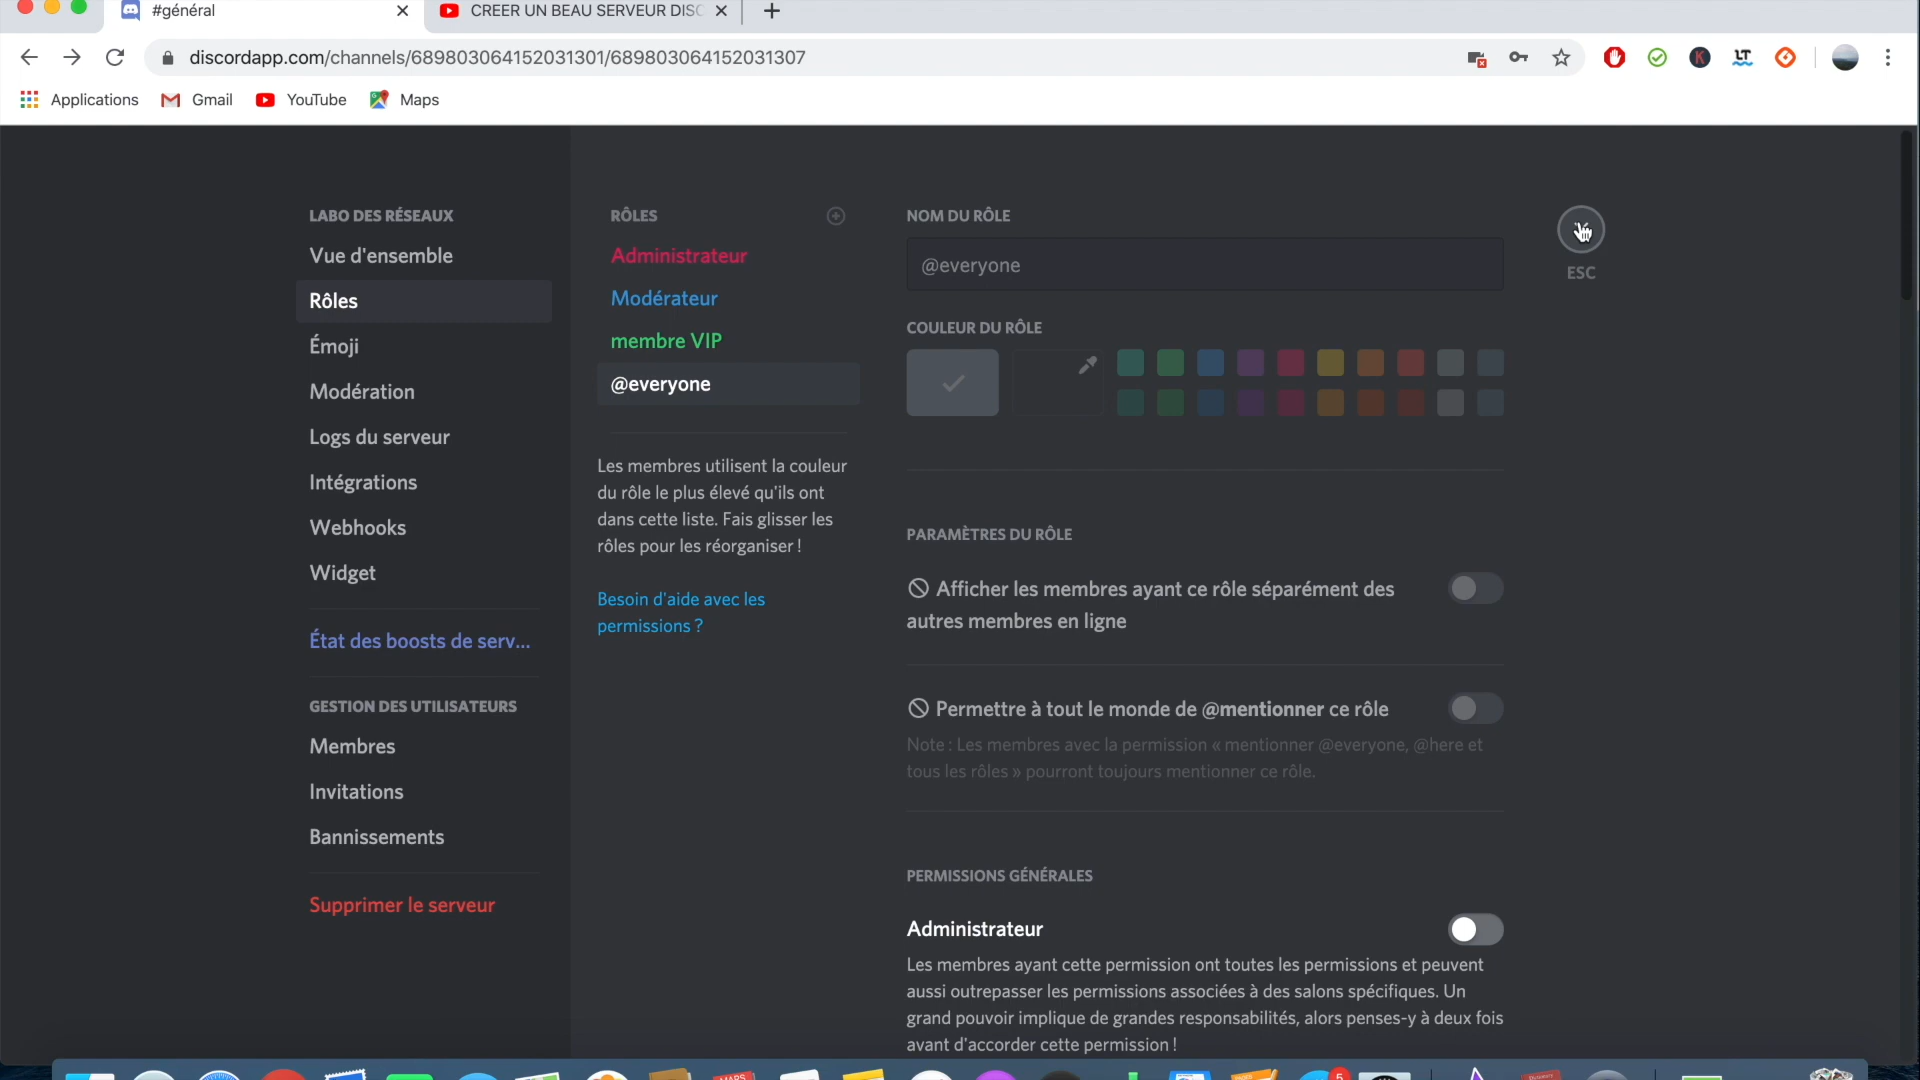 #général
CREER UN BEAU SERVEUR DISC
discordapp.com/channels/689803064152031301/689803064152031307
Applications
Gmail
YouTube
Maps
LABO DES RÉSEAUX
Vue d'ensemble
Rôles
Émoji
Modération
Logs du serveur
Intégrations
Webhooks
Widget
État des boosts de serv...
GESTION DES UTILISATEURS
Membres
Invitations
Bannissements
Supprimer le serveur
RÔLES
Administrateur
Modérateur
membre VIP
@everyone
Les membres utilisent la couleur
du rôle le plus élevé qu'ils ont
dans cette liste. Fais glisser les
rôles pour les réorganiser !
Besoin d'aide avec les
permissions ?
NOM DU RÔLE
@everyone
COULEUR DU RÔLE
PARAMÈTRES DU RÔLE
Afficher les membres ayant ce rôle séparément des
autres membres en ligne
Permettre à tout le monde de @mentionner ce rôle
Note : Les membres avec la permission « mentionner @everyone, @here et
tous les rôles » pourront toujours mentionner ce rôle.
PERMISSIONS GÉNÉRALES
Administrateur
Les membres ayant cette permission ont toutes les permissions et peuvent
aussi outrepasser les permissions associées à des salons spécifiques. Un
grand pouvoir implique de grandes responsabilités, alors penses-y à deux fois
avant d'accorder cette permission !
ESC
K
LT
MARS
5